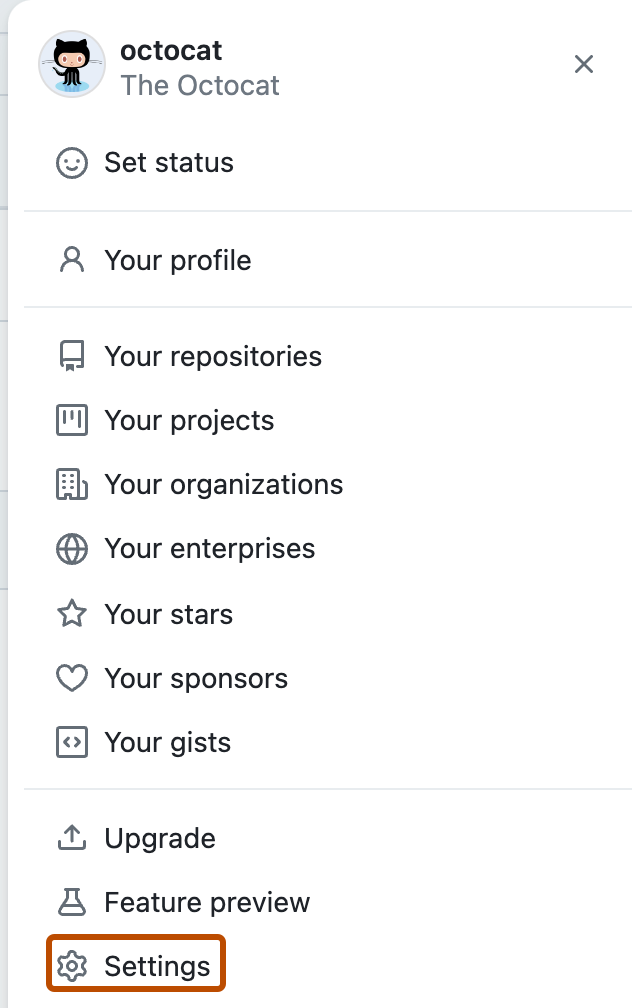 octocat
The Octocat
Set status
Your profile
Your repositories
Your projects
Your organizations
Your enterprises
Your stars
Your sponsors
Your gists
Upgrade
Feature preview
Settings